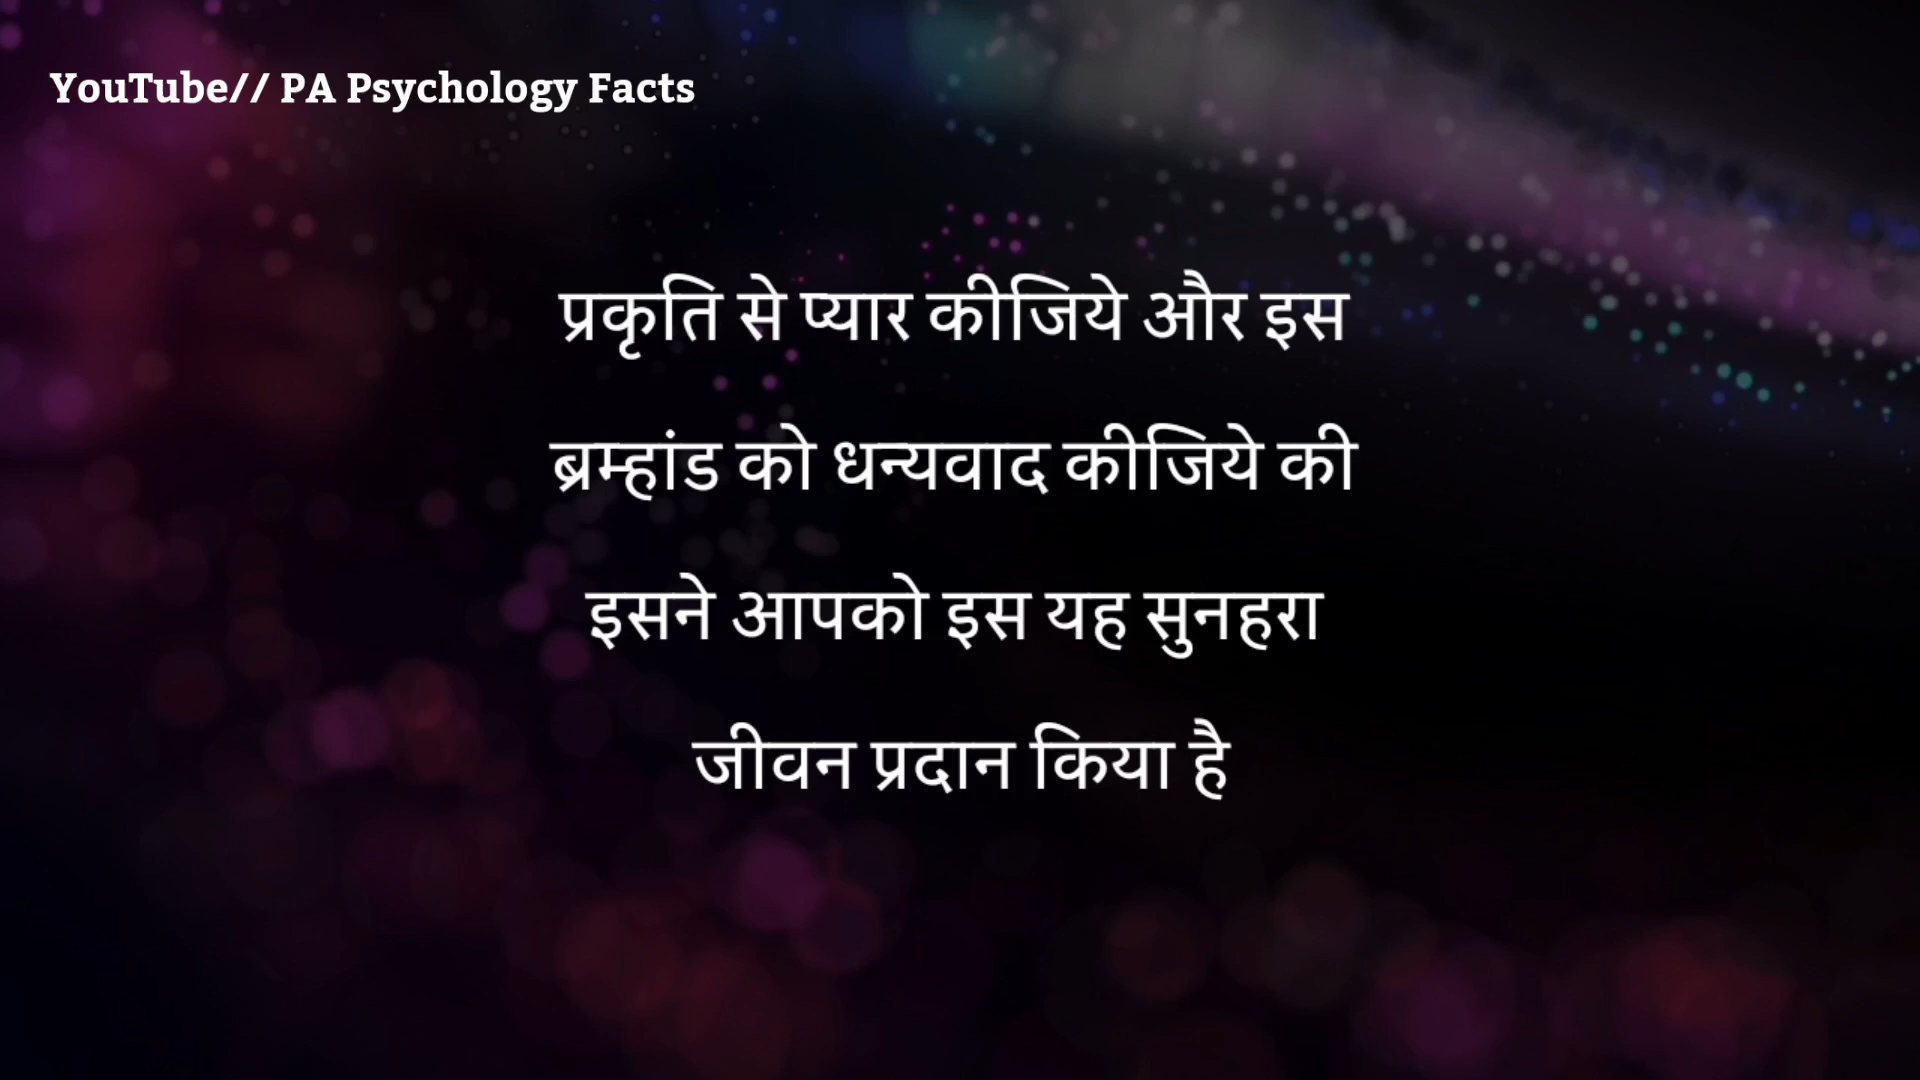 YouTube// PA Psychology Facts
प्रकृति से प्यार कीजिये और इस
ब्रम्हांड को धन्यवाद कीजिये की
इसने आपको इस यह सुनहरा
जीवन प्रदान किया है